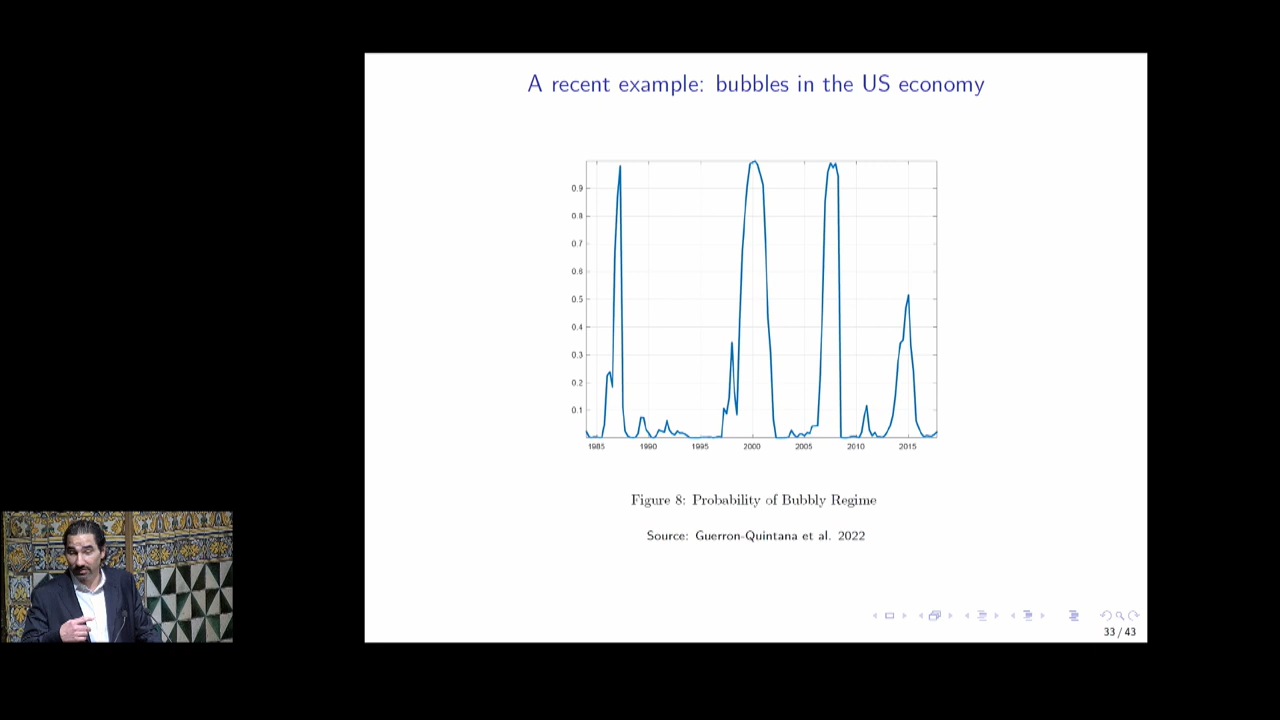 A recent example: bubbles in the US economy
0.9
0.8
0.7
0.6
0.5
0.4
0.3
0.2
0.1
1985 1990 1995 2000 2005 2010 2015
Figure 8: Probability of Bubbly Regime
Source: Guerron-Quintana et al. 2022
33 / 43